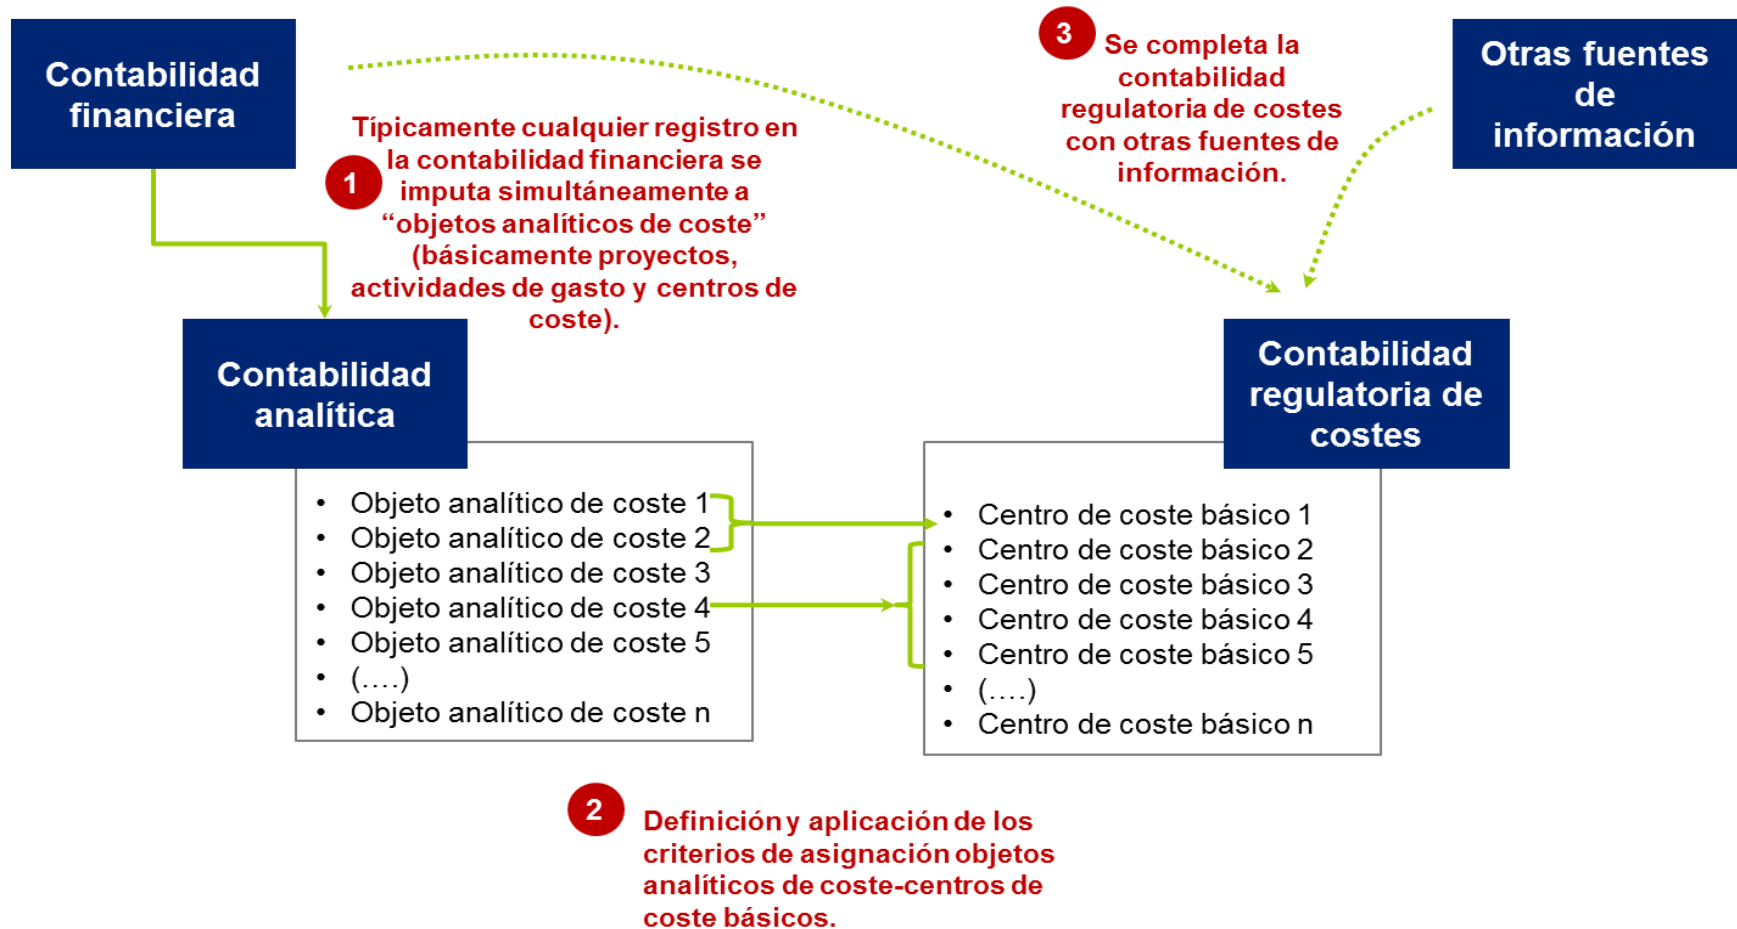 Contabilidad
financiera
3
Se completa la
contabilidad
regulatoria de costes
con otras fuentes de
información.
Otras fuentes
de
información
1
Típicamente cualquier registro en
la contabilidad financiera se
imputa simultáneamente a
“objetos analíticos de coste”
(básicamente proyectos,
actividades de gasto y centros de
coste).
Contabilidad
analítica
Contabilidad
regulatoria de
costes
• Objeto analítico de coste 1
• Objeto analítico de coste 2
• Objeto analítico de coste 3
• Objeto analítico de coste 4
• Objeto analítico de coste 5
• (....)
• Objeto analítico de coste n
• Centro de coste básico 1
• Centro de coste básico 2
• Centro de coste básico 3
• Centro de coste básico 4
• Centro de coste básico 5
• (....)
• Centro de coste básico n
2
Definición y aplicación de los
criterios de asignación objetos
analíticos de coste-centros de
coste básicos.